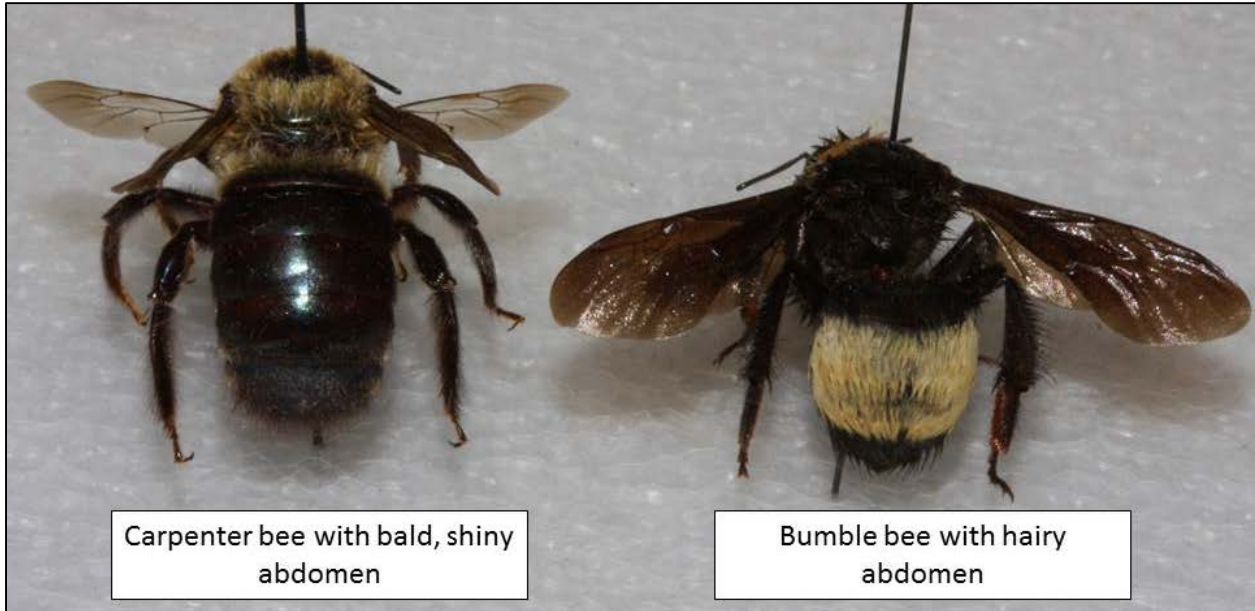 Carpenter bee with bald, shiny
abdomen
Bumble bee with hairy
abdomen